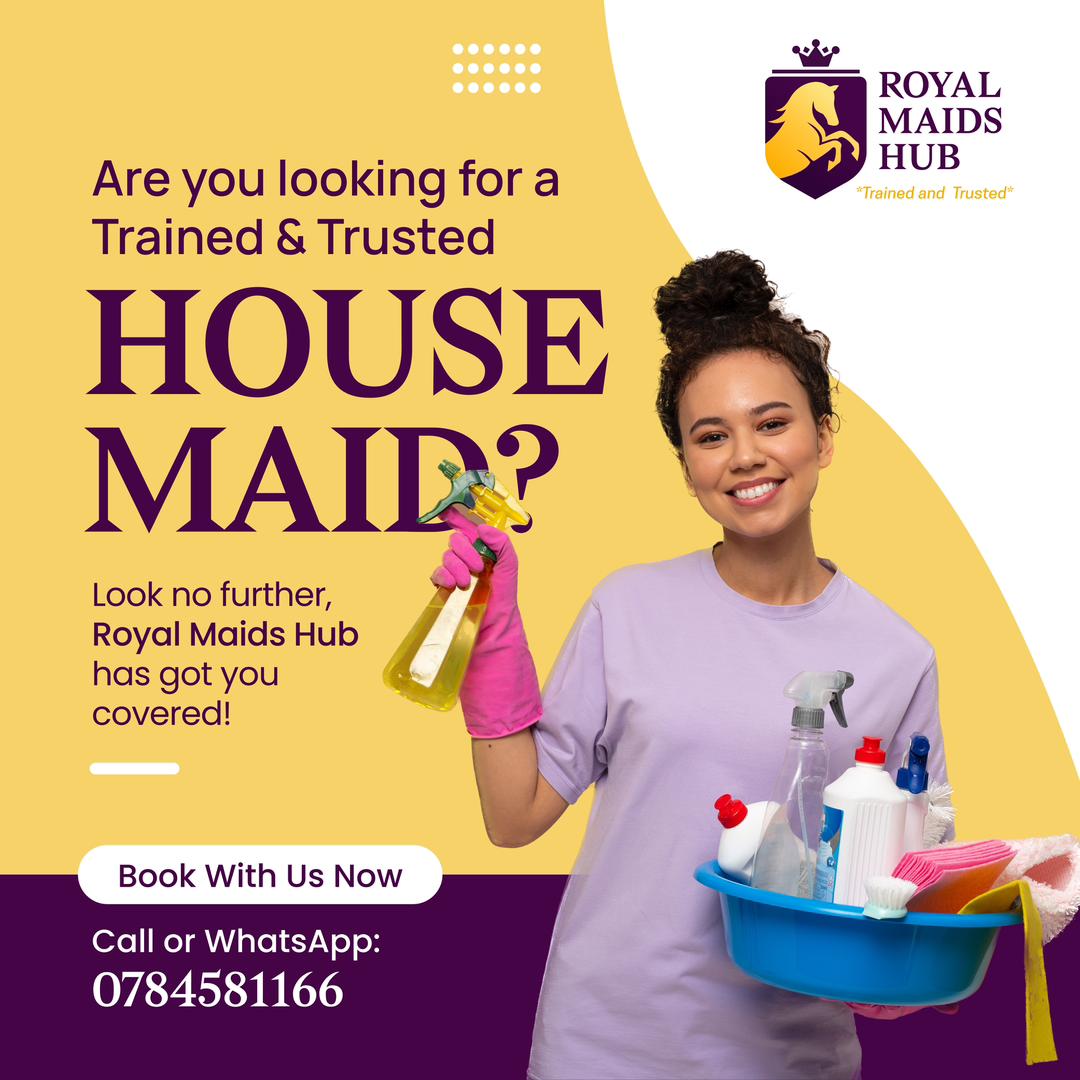 ROYAL
MAIDS
HUB
*Trained and Trusted*
Are you looking for a
Trained & Trusted
HOUSE
MAID?
Look no further,
Royal Maids Hub
has got you
covered!
Book With Us Now
Call or WhatsApp:
0784581166